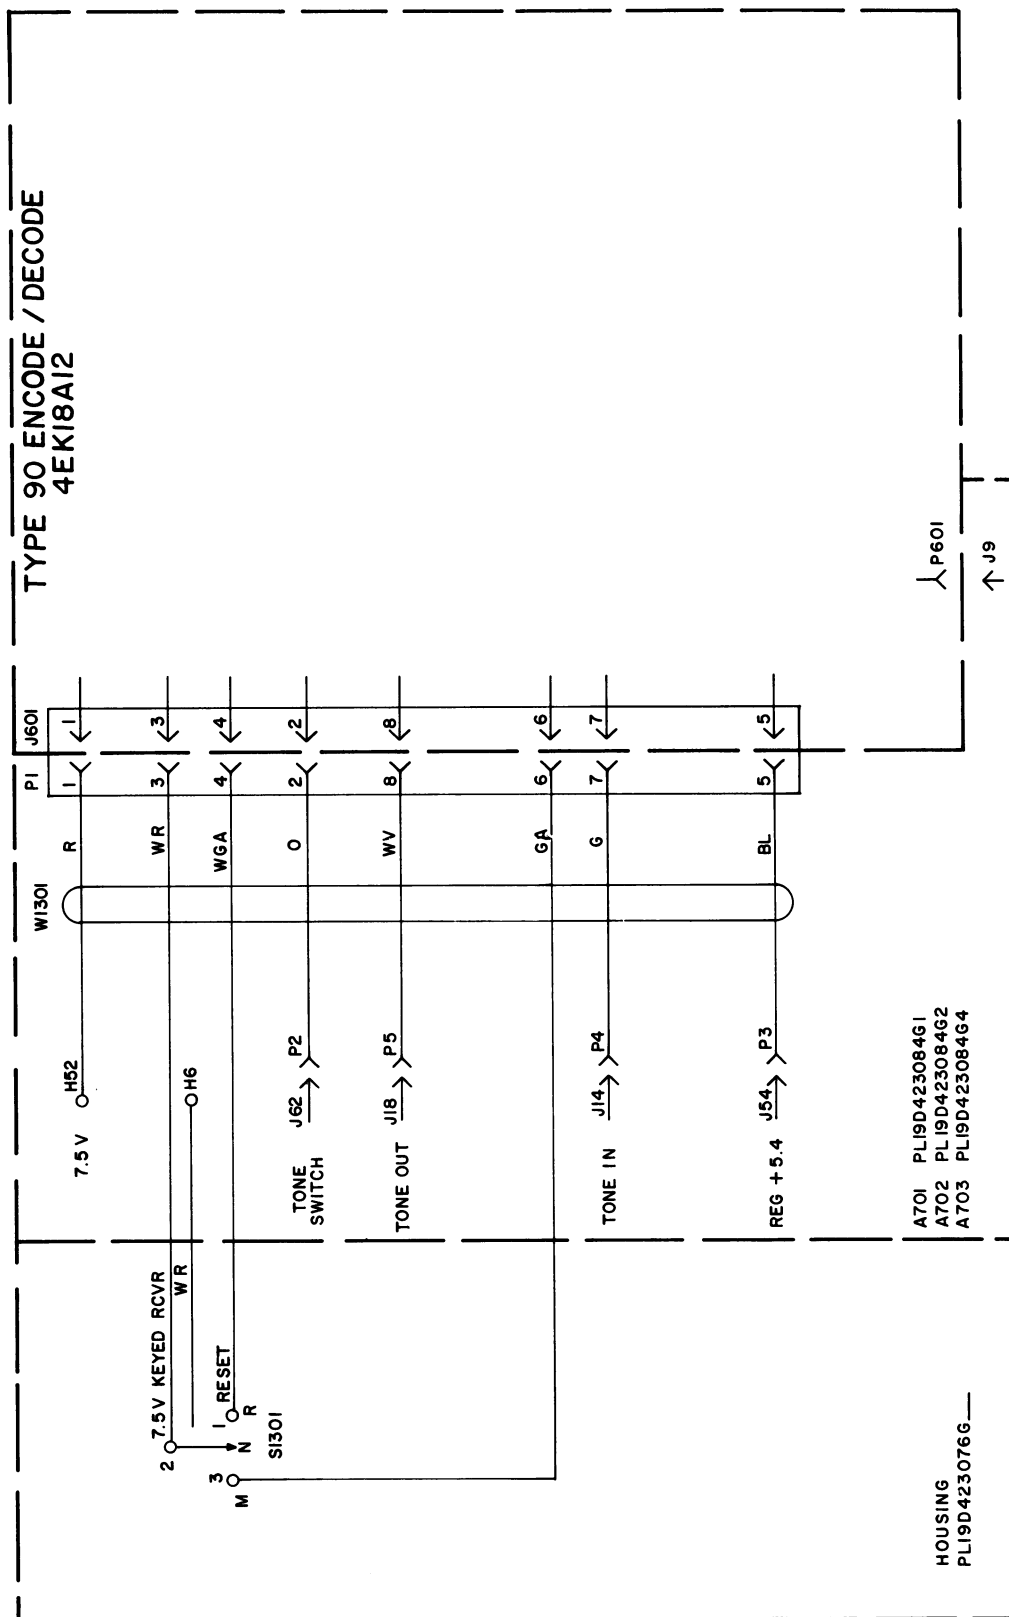 TYPE 90 ENCODE / DECODE
4EK18A12
P1
J601
W1301
7.5 V
H52
R
1
1
7.5V KEYED RCVR
WR
3
3
WR
H6
RESET
WGA
4
4
2
1
R
N
S1301
3
M
TONE
SWITCH
J62
P2
O
2
2
TONE OUT
J18
P5
WV
8
8
GA
6
6
TONE IN
J14
P4
G
7
7
REG +5.4
J54
P3
BL
5
5
P601
J9
A701 PL19D423084G1
A702 PL19D423084G2
A703 PL19D423084G4
HOUSING
PL19D423076G__